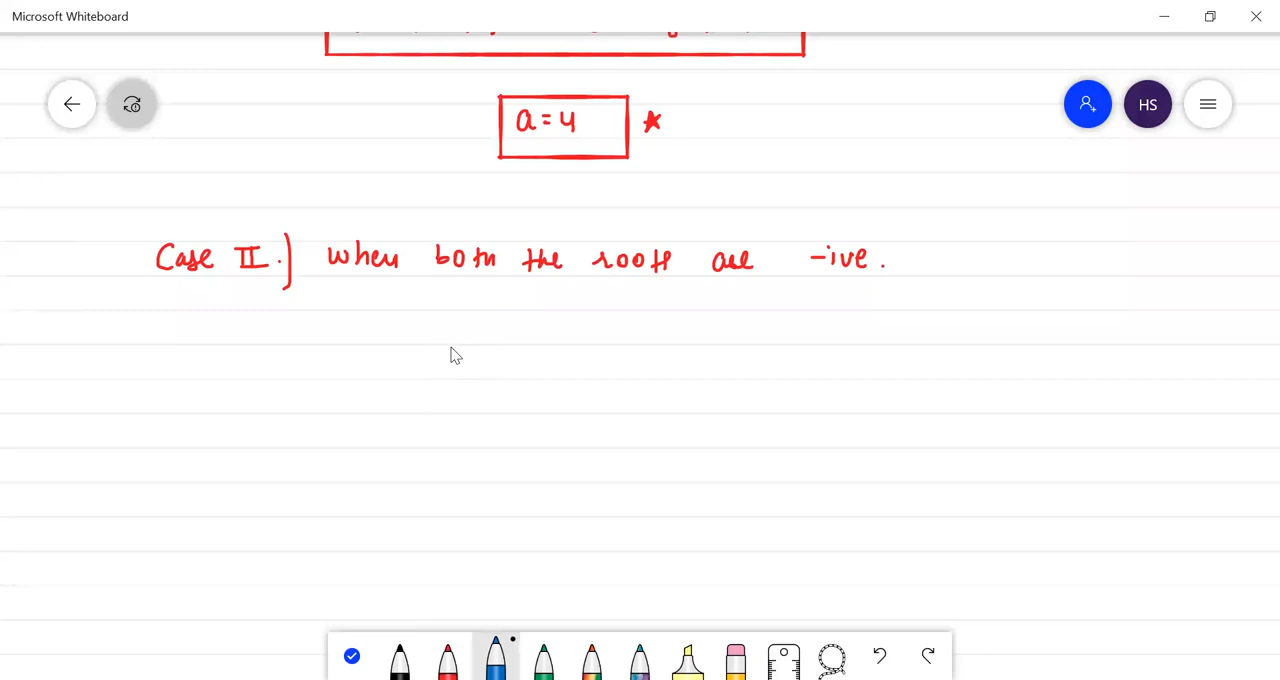 Microsoft Whiteboard
a = 4 ★
HS
Case II.) when both the roots are -ive.